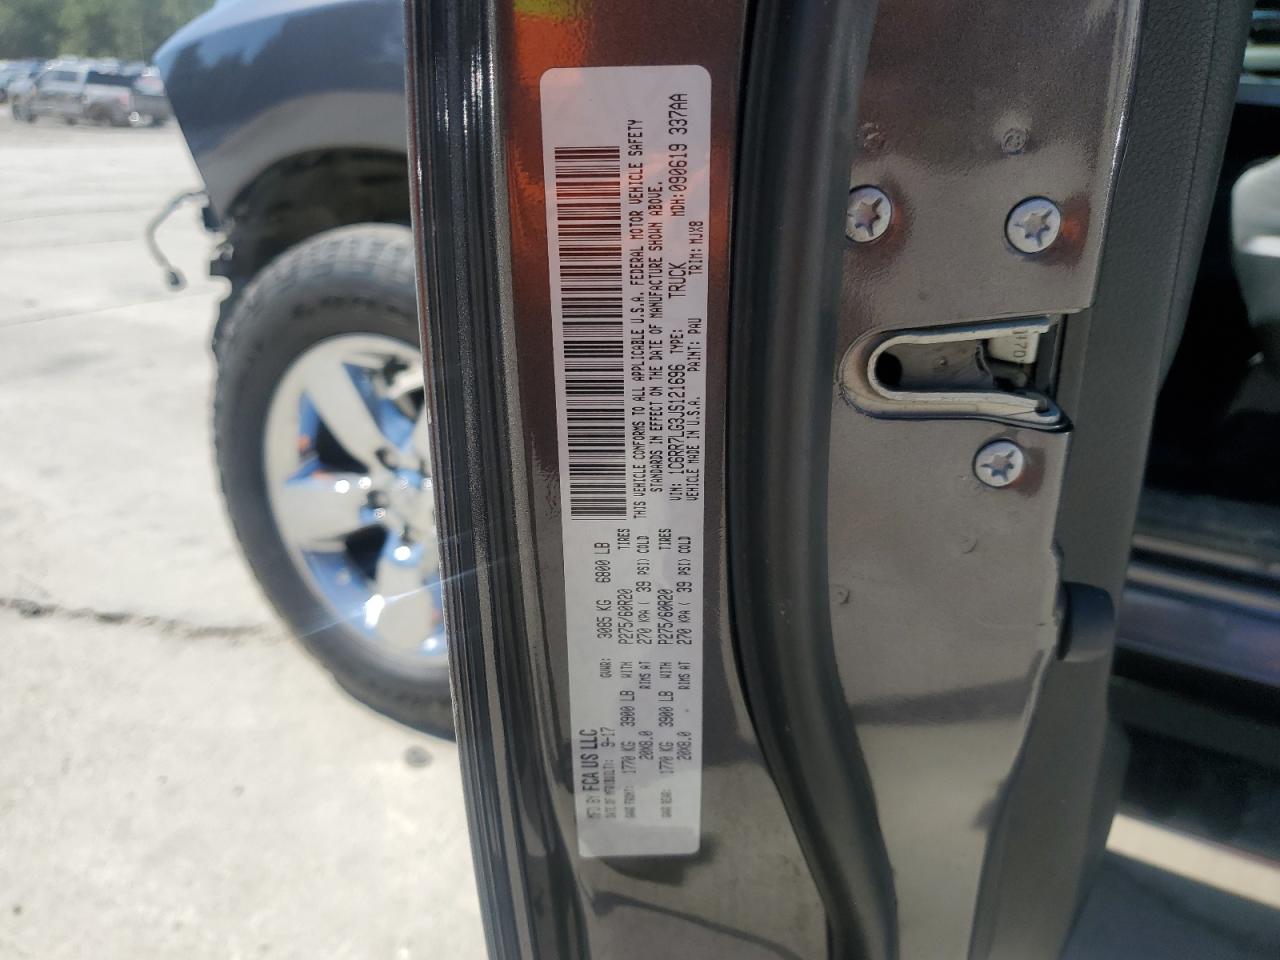 MFD BY FCA US LLC
DATE OF MFR(BUILT): 9-17 GVWR: 3085 KG 6800 LB
GAWR FRONT: 1770 KG 3900 LB WITH P275/60R20 TIRES
20X8.0 RIMS AT 270 KPA ( 39 PSI) COLD
GAWR REAR: 1770 KG 3900 LB WITH P275/60R20 TIRES
20X8.0 RIMS AT 270 KPA ( 39 PSI) COLD
THIS VEHICLE CONFORMS TO ALL APPLICABLE U.S.A. FEDERAL MOTOR VEHICLE SAFETY
STANDARDS IN EFFECT ON THE DATE OF MANUFACTURE SHOWN ABOVE.
VIN: 1C6RR7LG3JS121696 TYPE: TRUCK MDH:090619 337AA
VEHICLE MADE IN U.S.A. PAINT: PAU TRIM: MJX8